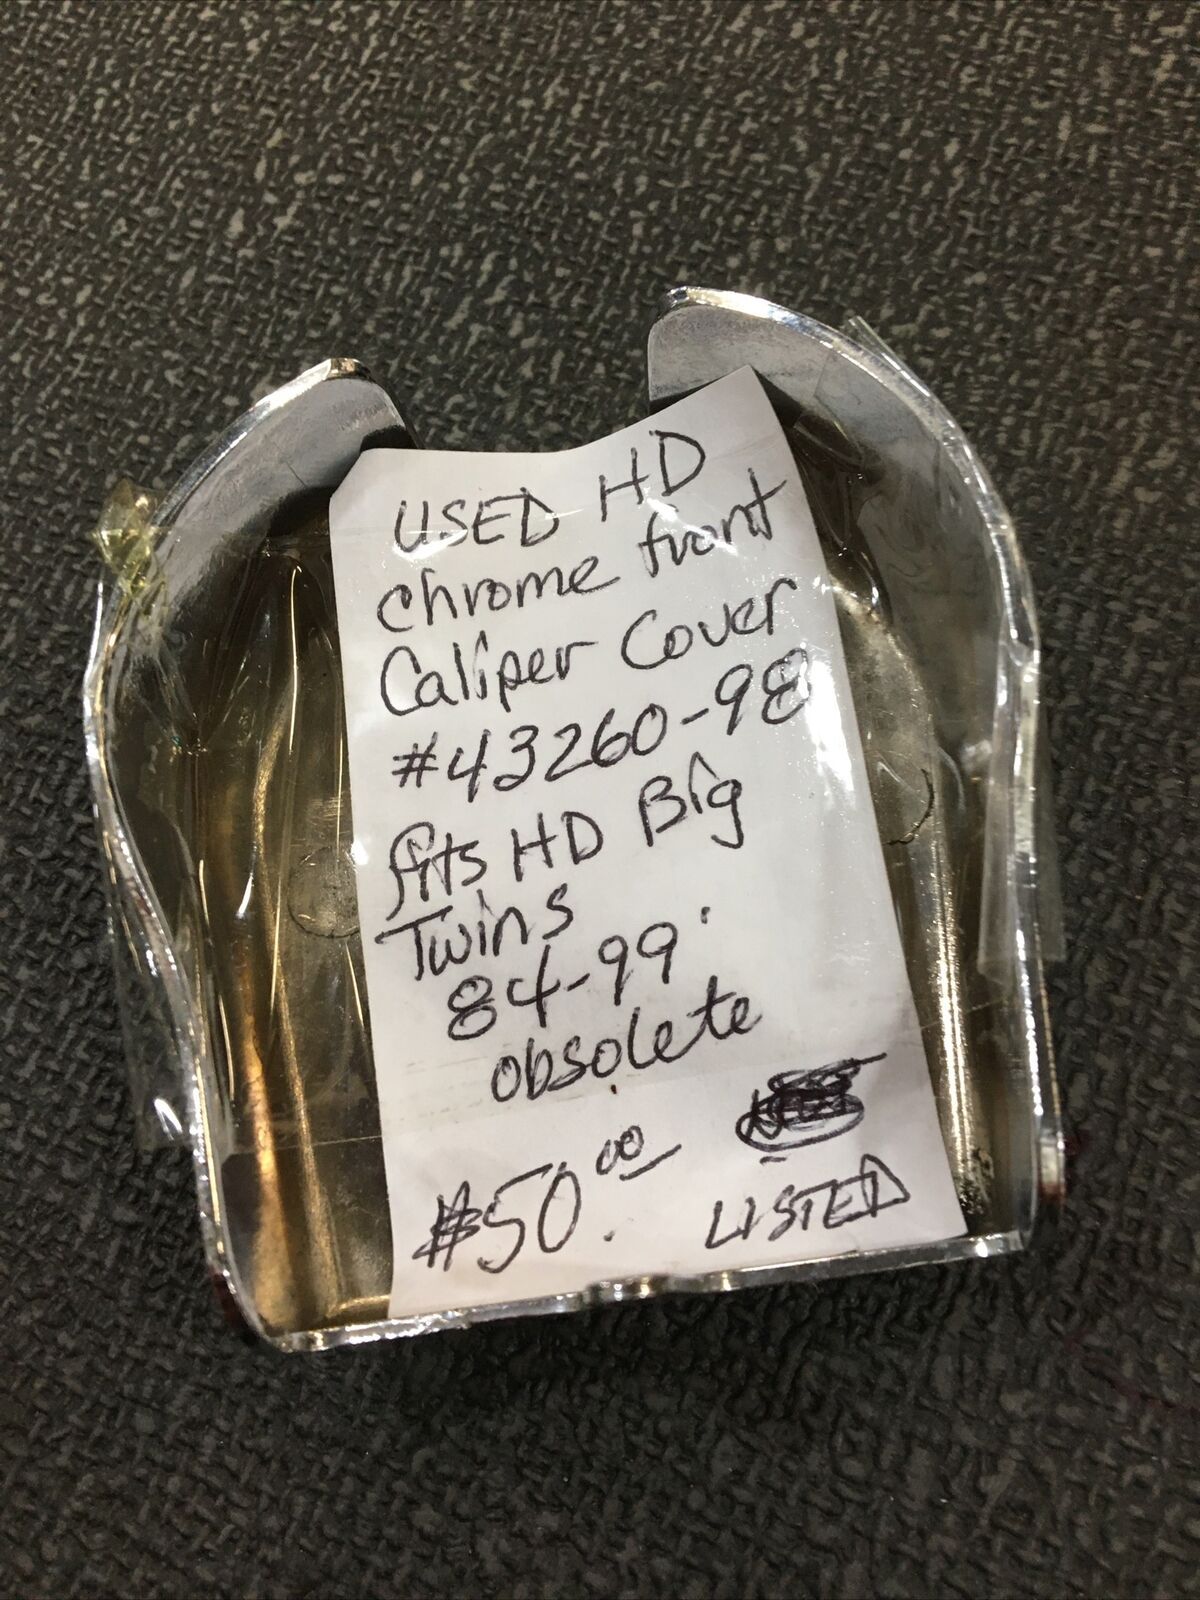 USED HD
chrome front
Caliper Cover
#43260-98
fits HD Big
Twins
84-99
obsolete
$50.00
LISTED